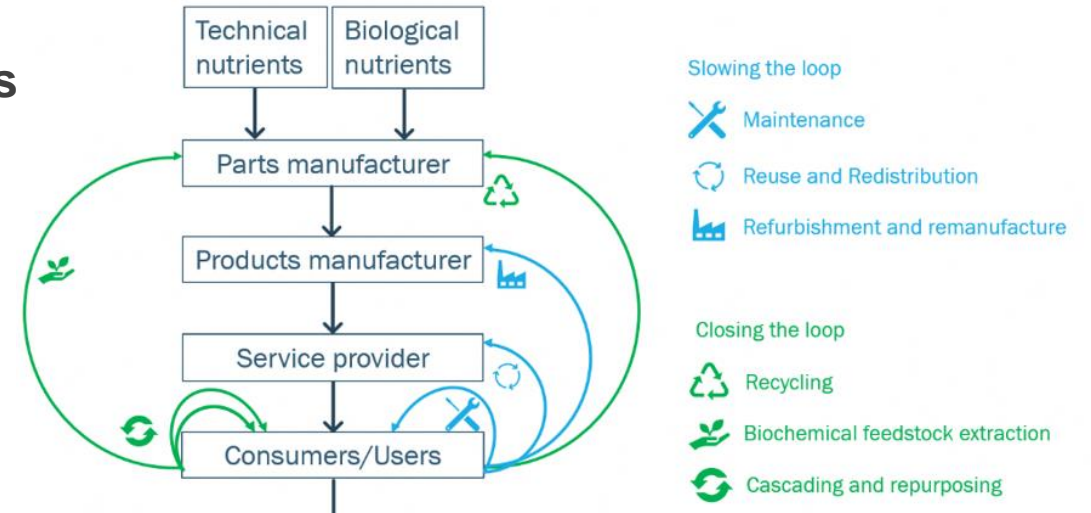 s
Technical
nutrients
Biological
nutrients
Parts manufacturer
Products manufacturer
Service provider
Consumers/Users
Slowing the loop
Maintenance
Reuse and Redistribution
Refurbishment and remanufacture
Closing the loop
Recycling
Biochemical feedstock extraction
Cascading and repurposing